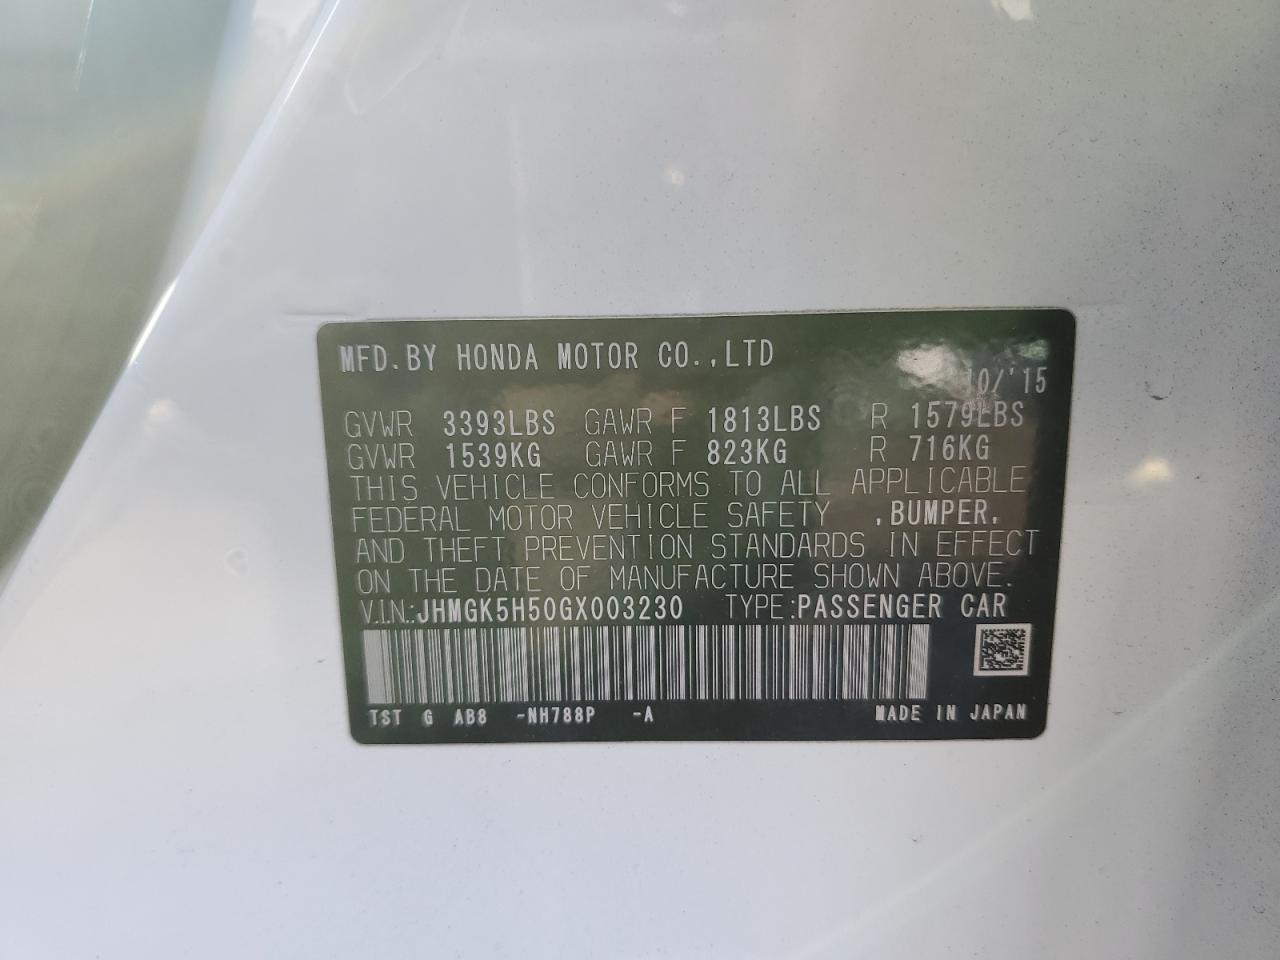 MFD.BY HONDA MOTOR CO.,LTD
10/'15
GVWR 3393LBS GAWR F 1813LBS R 1579LBS
GVWR 1539KG GAWR F 823KG R 716KG
THIS VEHICLE CONFORMS TO ALL APPLICABLE
FEDERAL MOTOR VEHICLE SAFETY ,BUMPER,
AND THEFT PREVENTION STANDARDS IN EFFECT
ON THE DATE OF MANUFACTURE SHOWN ABOVE.
V.I.N.:JHMGK5H50GX003230 TYPE:PASSENGER CAR
TST G AB8 -NH788P -A MADE IN JAPAN